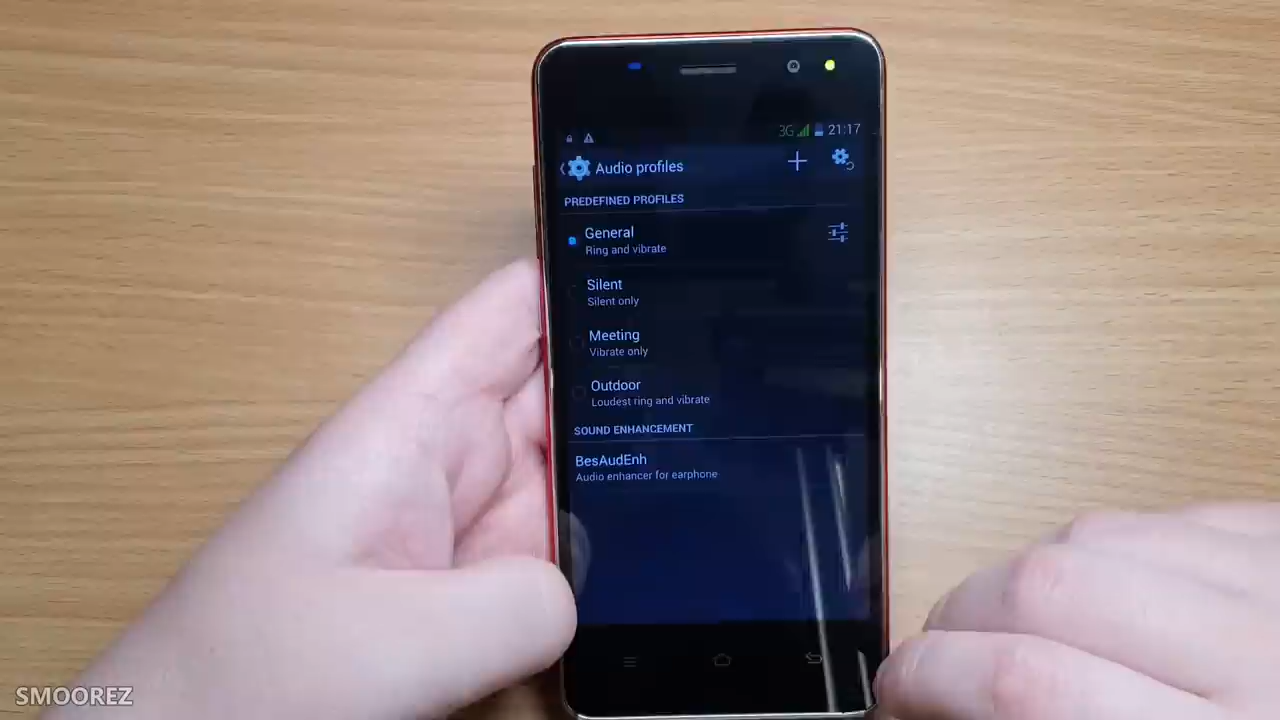 3G 21:17
Audio profiles
PREDEFINED PROFILES
General
Ring and vibrate
Silent
Silent only
Meeting
Vibrate only
Outdoor
Loudest ring and vibrate
SOUND ENHANCEMENT
BesAudEnh
Audio enhancer for earphone
SMOOREZ